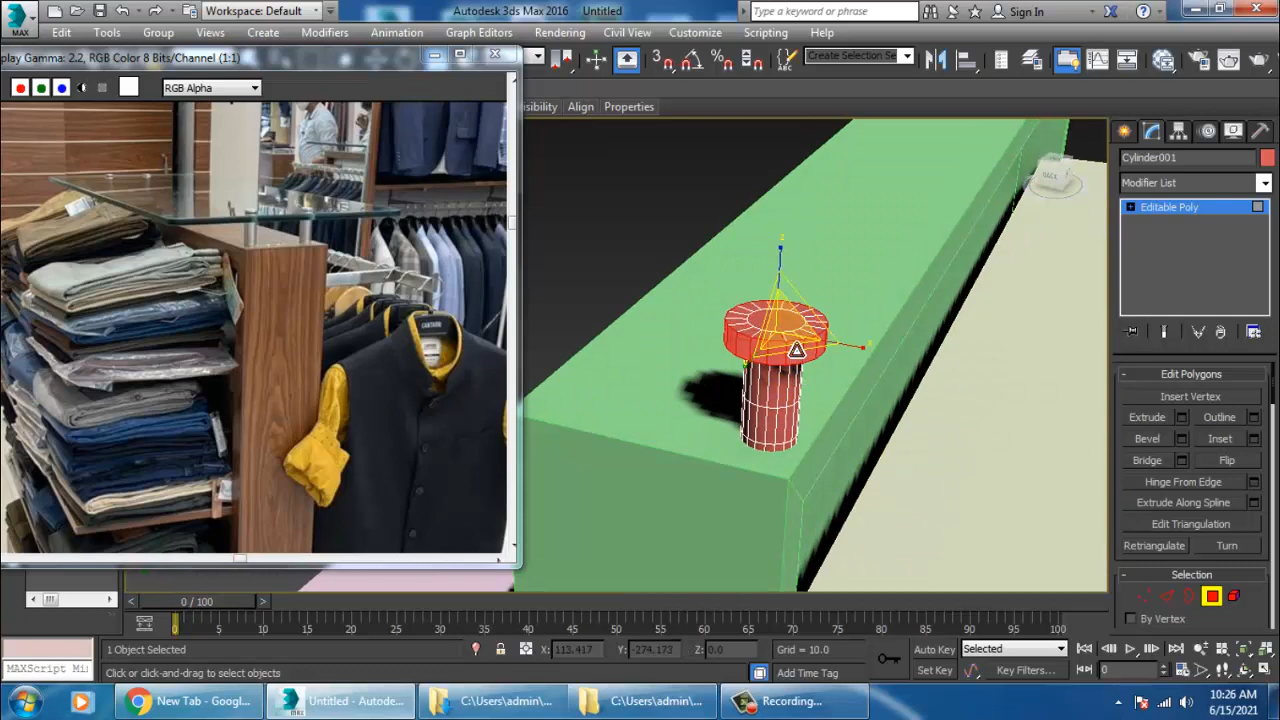 Workspace: Default
Autodesk 3ds Max 2016 Untitled
Type a keyword or phrase
Sign In
MAX
Edit Tools Group Views Create Modifiers Animation Graph Editors Rendering Civil View Customize Scripting Help
play Gamma: 2.2, RGB Color 8 Bits/Channel (1:1)
3
Create Selection Se
RGB Alpha
sibility Align Properties
Cylinder001
Modifier List
Editable Poly
BACK
z
x
Edit Polygons
Insert Vertex
Extrude Outline
Bevel Inset
Bridge Flip
Hinge From Edge
Extrude Along Spline
Edit Triangulation
Retriangulate Turn
Selection
By Vertex
0 / 100
0 5 10 15 20 25 30 35 40 45 50 55 60 65 70 75 80 85 90 95 100
1 Object Selected
X: 113.417 Y: -274.173 Z: 0.0
Grid = 10.0
Auto Key Selected
MAXScript Mi
Click or click-and-drag to select objects
Add Time Tag
Set Key Key Filters...
0
New Tab - Googl...
Untitled - Autode...
C:\Users\admin\...
C:\Users\admin\...
Recording...
10:26 AM
6/15/2021